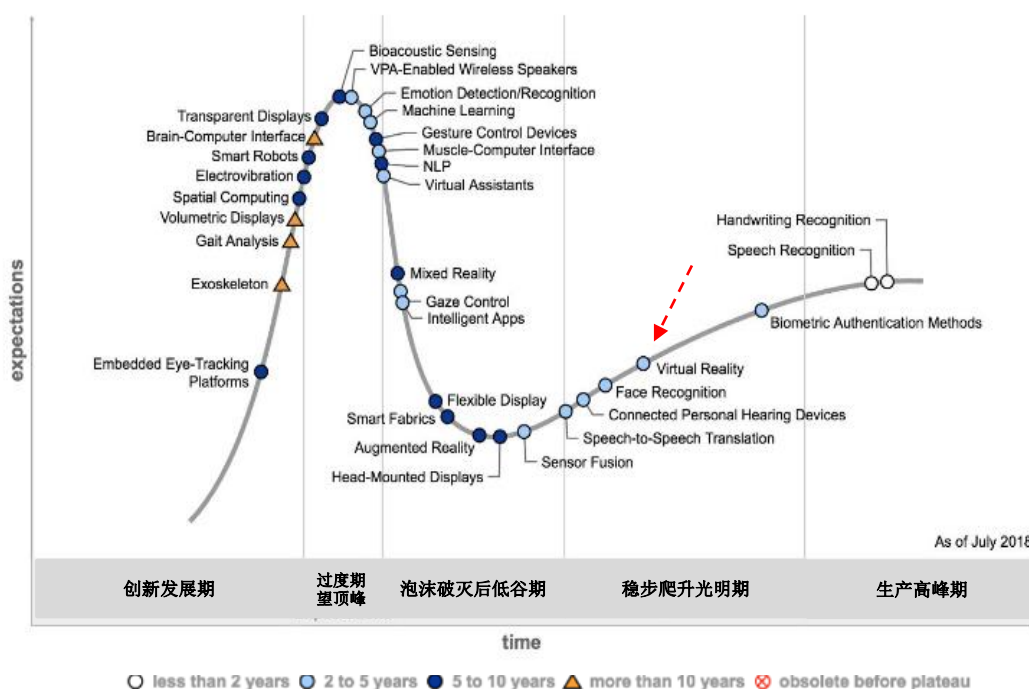 Bioacoustic Sensing
VPA-Enabled Wireless Speakers
Emotion Detection/Recognition
Machine Learning
Transparent Displays
Gesture Control Devices
Brain-Computer Interface
Muscle-Computer Interface
Smart Robots
NLP
Electrovibration
Virtual Assistants
Spatial Computing
Volumetric Displays
Gait Analysis
Handwriting Recognition
Speech Recognition
Exoskeleton
Mixed Reality
Gaze Control
Intelligent Apps
Biometric Authentication Methods
Embedded Eye-Tracking
Platforms
Virtual Reality
Face Recognition
Flexible Display
Connected Personal Hearing Devices
Smart Fabrics
Speech-to-Speech Translation
Augmented Reality
Sensor Fusion
Head-Mounted Displays
expectations
As of July 2018
创新发展期
过度期
望顶峰
泡沫破灭后低谷期
稳步爬升光明期
生产高峰期
time
less than 2 years
2 to 5 years
5 to 10 years
more than 10 years
obsolete before plateau